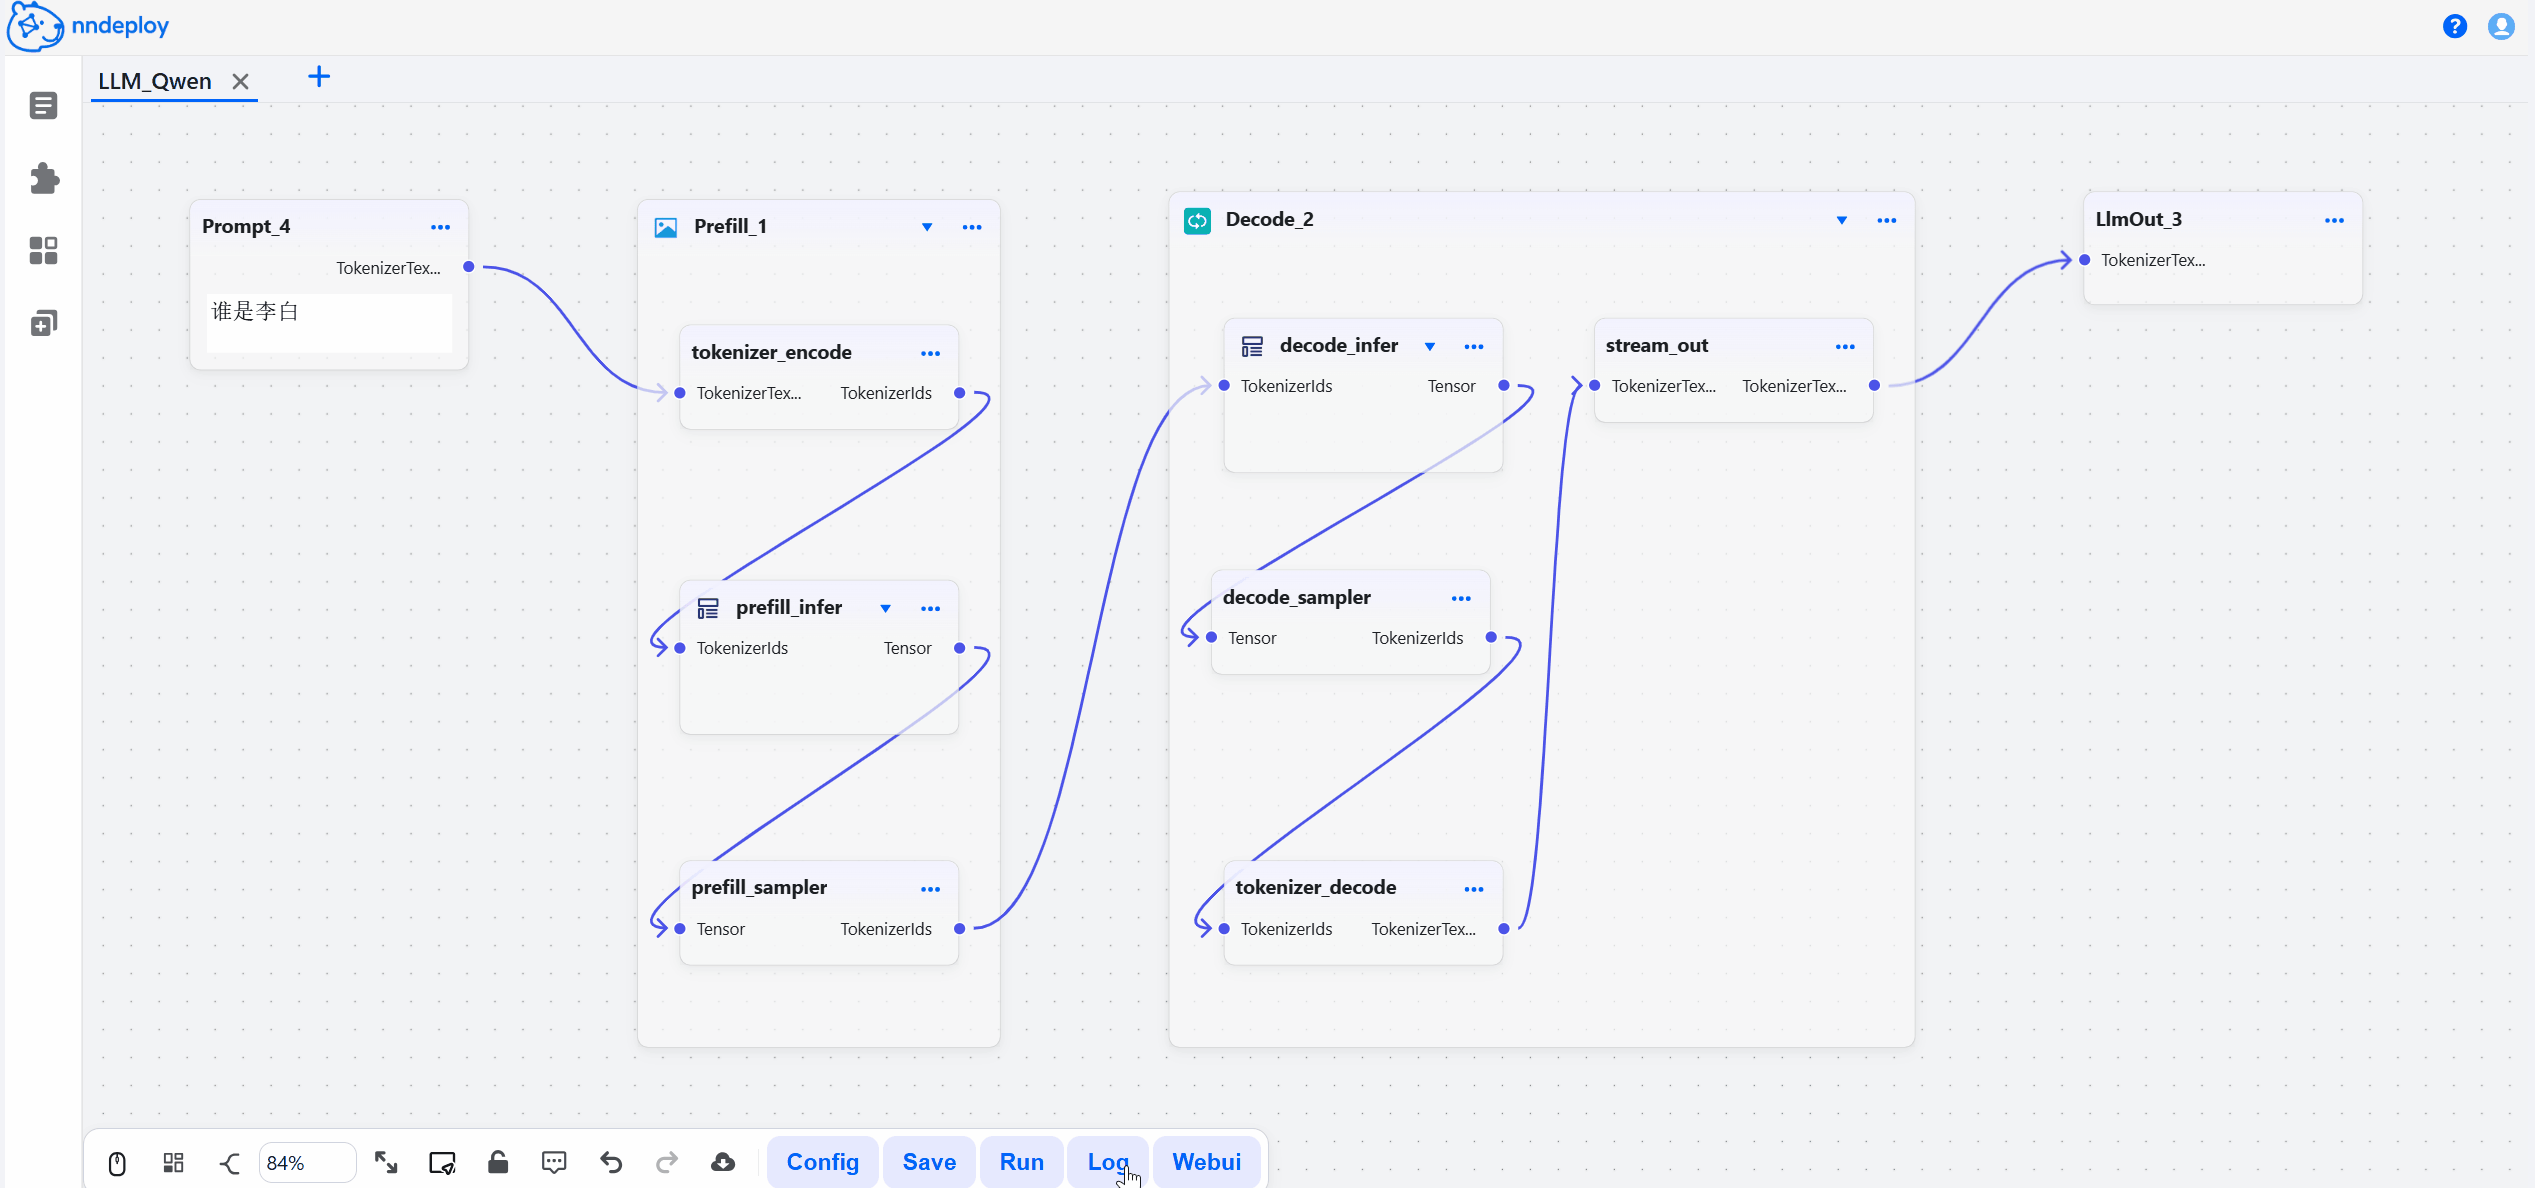 nndeploy
LLM_Qwen
Prompt_4
TokenizerTex...
谁是李白
Prefill_1
tokenizer_encode
TokenizerTex... TokenizerIds
prefill_infer
TokenizerIds Tensor
prefill_sampler
Tensor TokenizerIds
Decode_2
decode_infer
TokenizerIds Tensor
decode_sampler
Tensor TokenizerIds
tokenizer_decode
TokenizerIds TokenizerTex...
stream_out
TokenizerTex... TokenizerTex...
LlmOut_3
TokenizerTex...
84% Config Save Run Log Webui